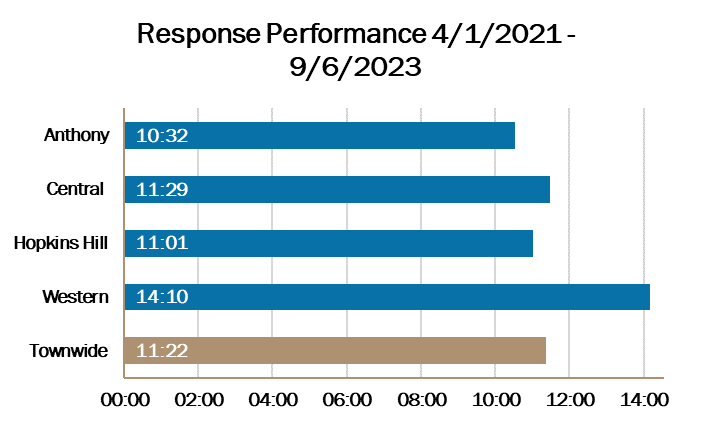 Response Performance 4/1/2021 -
9/6/2023
Anthony 10:32
Central 11:29
Hopkins Hill 11:01
Western 14:10
Townwide 11:22
00:00 02:00 04:00 06:00 08:00 10:00 12:00 14:00